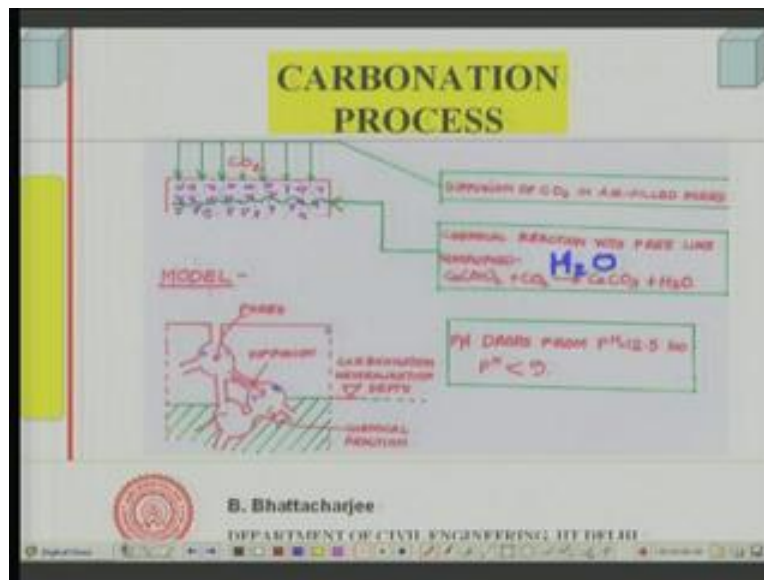 CARBONATION
PROCESS
CO₂
DIFFUSION OF CO₂ IN AIR-FILLED PORES
CHEMICAL REACTION WITH FREE LIME
H₂O
Ca(OH)₂ + CO₂ → CaCO₃ + H₂O
MODEL -
PORES
DIFFUSION
CARBONATION
DEPTH
CHEMICAL
REACTION
PH DROPS FROM PH=12.5 TO
PH < 9.
B. Bhattacharjee
DEPARTMENT OF CIVIL ENGINEERING, IIT DELHI